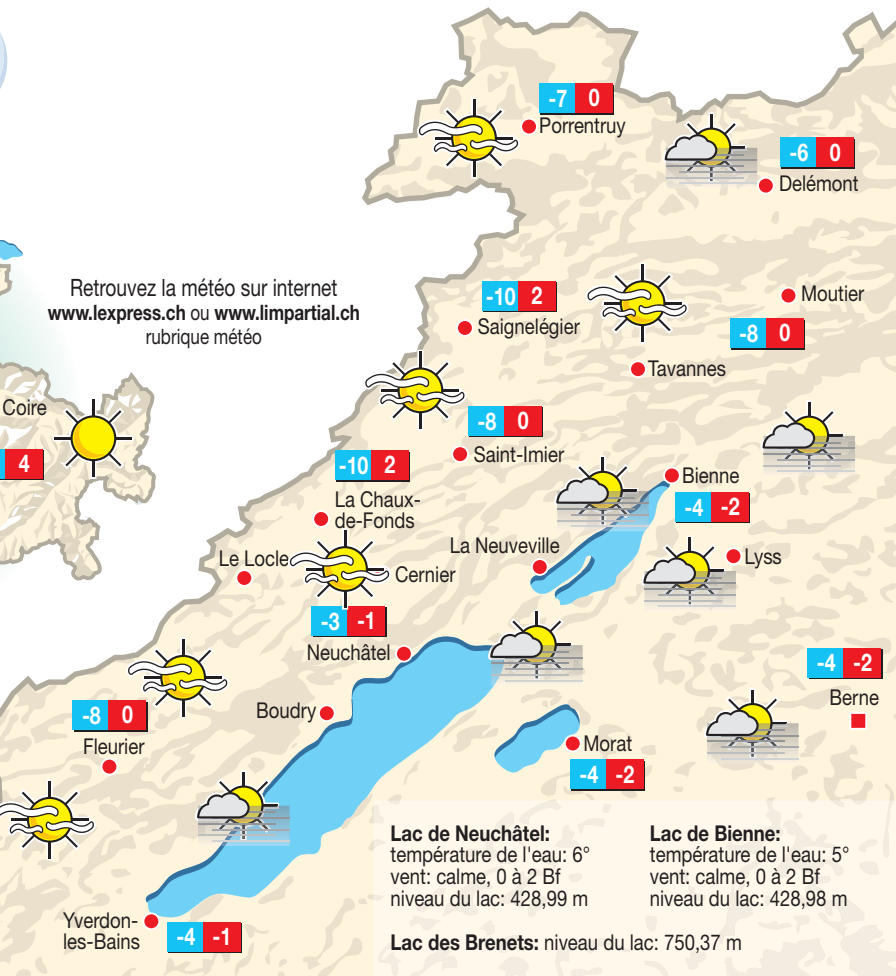 -7 0
Porrentruy
-6 0
Delémont
Retrouvez la météo sur internet
www.lexpress.ch ou www.limpartial.ch
rubrique météo
-10 2
Saignelégier
Moutier
-8 0
Tavannes
Coire
4
-8 0
Saint-Imier
-10 2
La Chaux-
de-Fonds
Bienne
-4 -2
La Neuveville
Lyss
Le Locle
Cernier
-3 -1
Neuchâtel
-4 -2
Berne
-8 0
Fleurier
Boudry
Morat
-4 -2
Lac de Neuchâtel:
température de l'eau: 6°
vent: calme, 0 à 2 Bf
niveau du lac: 428,99 m
Lac de Bienne:
température de l'eau: 5°
vent: calme, 0 à 2 Bf
niveau du lac: 428,98 m
Lac des Brenets: niveau du lac: 750,37 m
Yverdon-
les-Bains
-4 -1